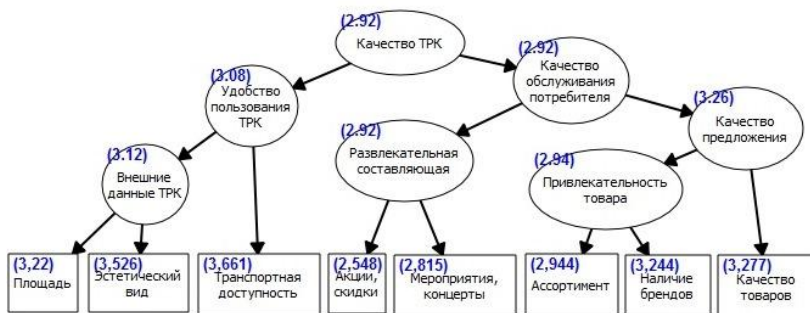 (2.92)
Качество ТРК
(2.92)
Качество
обслуживания
потребителя
(3.08)
Удобство
пользования
ТРК
(3.26)
Качество
предложения
(3.12)
Внешние
данные ТРК
(2.92)
Развлекательная
составляющая
(2.94)
Привлекательность
товара
(3,22)
Площадь
(3,526)
Эстетический
вид
(3,661)
Транспортная
доступность
(2,548)
Акции,
скидки
(2,815)
Мероприятия,
концерты
(2,944)
Ассортимент
(3,244)
Наличие
брендов
(3,277)
Качество
товаров